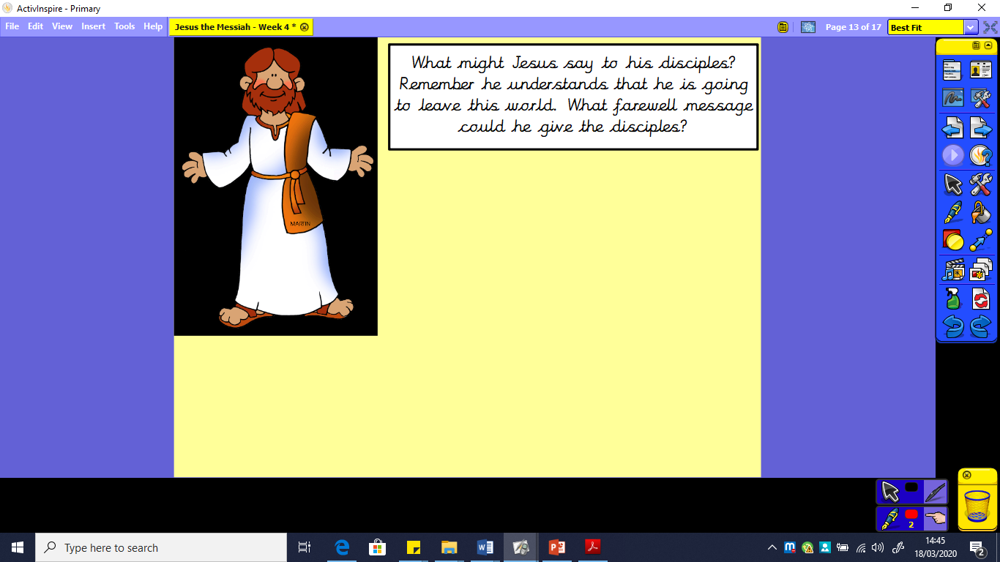 ActivInspire - Primary
File Edit View Insert Tools Help
Jesus the Messiah - Week 4 *
Page 13 of 17
Best Fit
What might Jesus say to his disciples?
Remember he understands that he is going
to leave this world. What farewell message
could he give the disciples?
MARTIN
2
Type here to search
14:45
18/03/2020
2